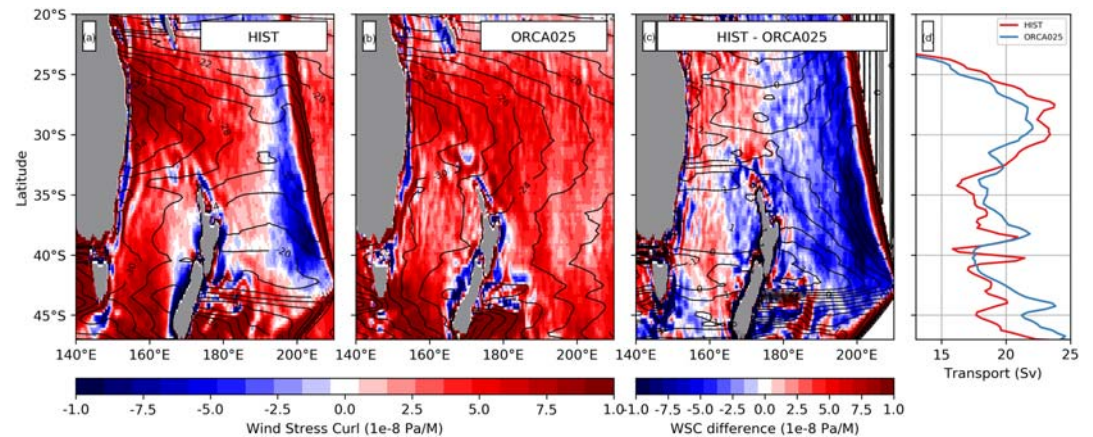 20°S
25°S
30°S
35°S
40°S
45°S
Latitude
(a)
HIST
(b)
ORCA025
(c)
HIST - ORCA025
(d)
HIST
ORCA025
140°E
160°E
180°
200°E
140°E
160°E
180°
200°E
140°E
160°E
180°
200°E
15
20
25
Transport (Sv)
-1.0
-7.5
-5.0
-2.5
0.0
2.5
5.0
7.5
1.0
Wind Stress Curl (1e-8 Pa/M)
-1.0
-7.5
-5.0
-2.5
0.0
2.5
5.0
7.5
1.0
WSC difference (1e-8 Pa/M)